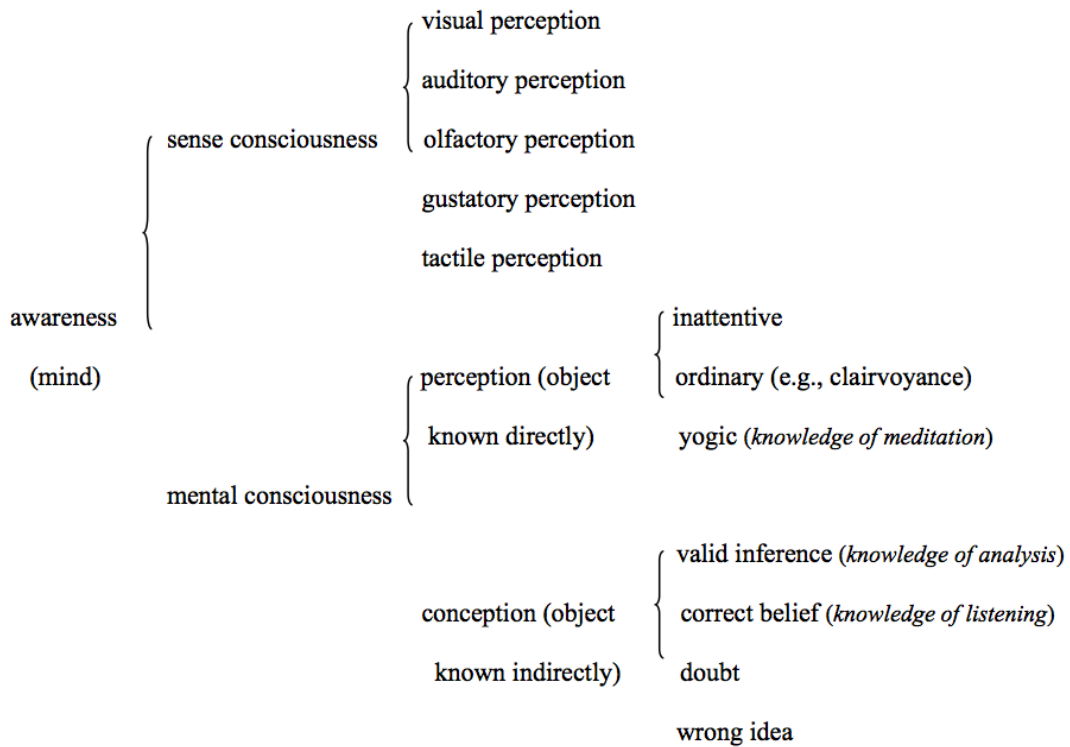 visual perception
auditory perception
sense consciousness
olfactory perception
gustatory perception
tactile perception
awareness
(mind)
inattentive
perception (object
known directly)
ordinary (e.g., clairvoyance)
yogic (knowledge of meditation)
mental consciousness
valid inference (knowledge of analysis)
conception (object
known indirectly)
correct belief (knowledge of listening)
doubt
wrong idea